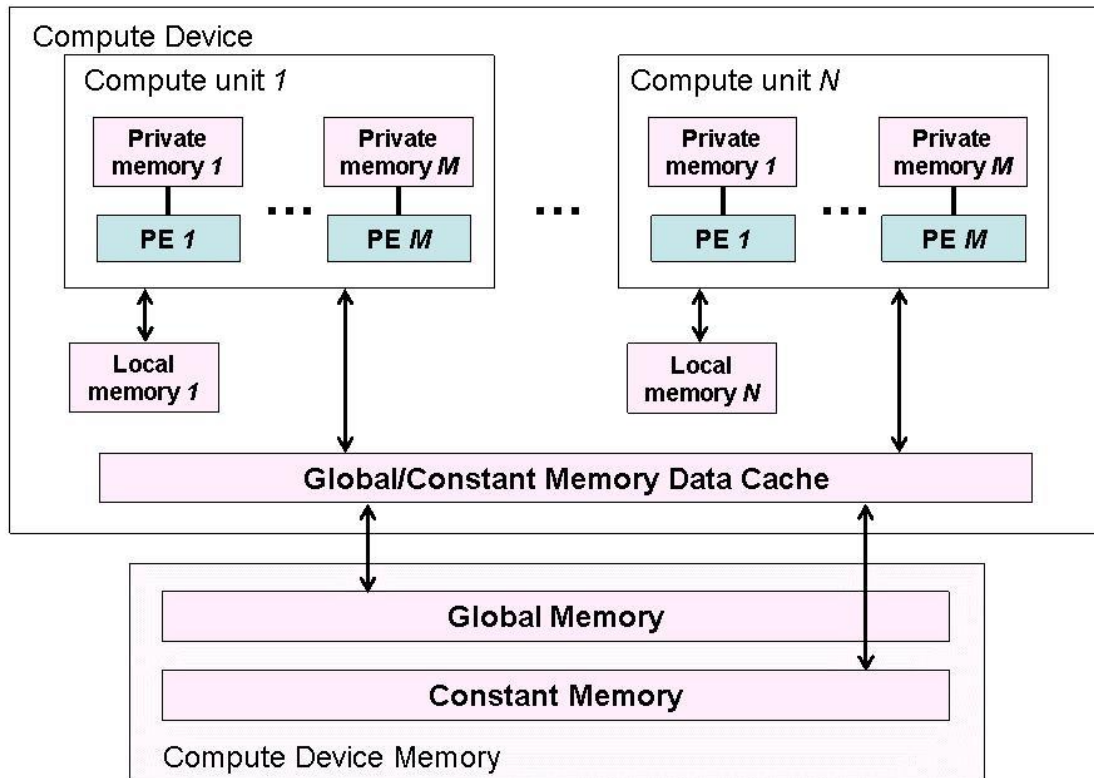 Compute Device
Compute unit 1
Compute unit N
Private
memory 1
Private
memory M
Private
memory 1
Private
memory M
...
...
...
PE 1
PE M
PE 1
PE M
Local
memory 1
Local
memory N
Global/Constant Memory Data Cache
Global Memory
Constant Memory
Compute Device Memory